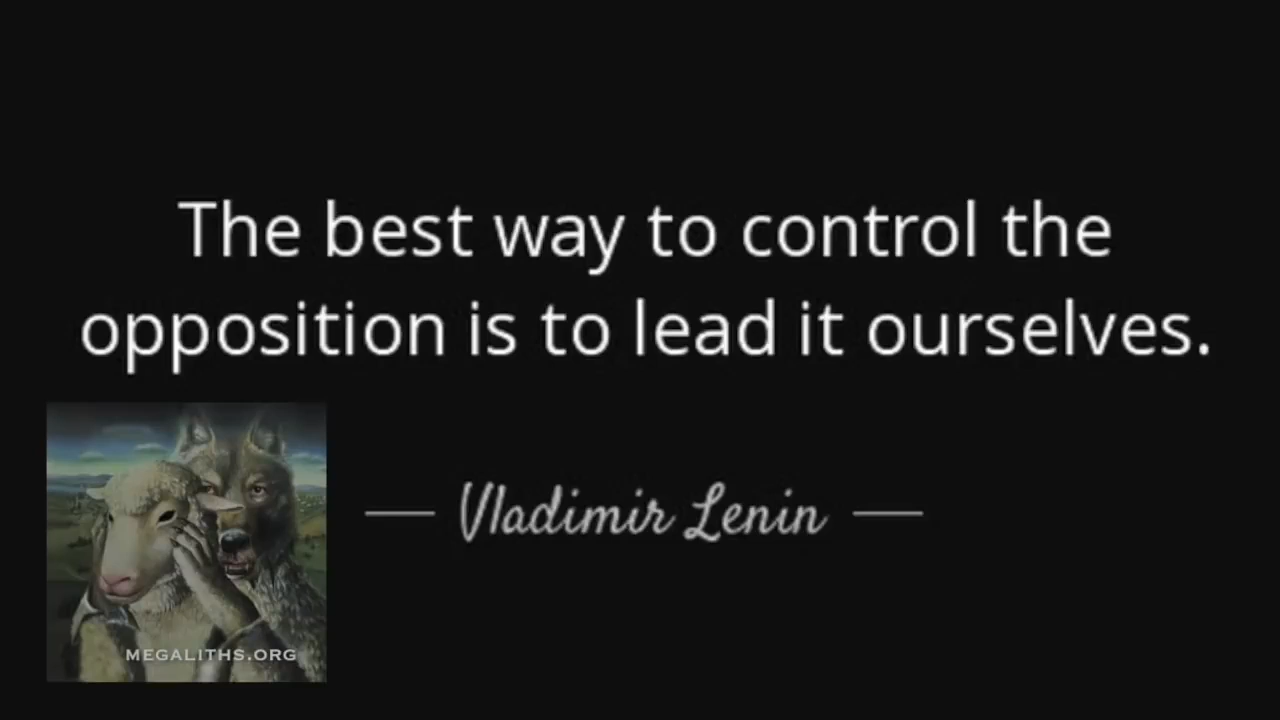 The best way to control the
opposition is to lead it ourselves.
Vladimir Lenin
MEGALITHS.ORG